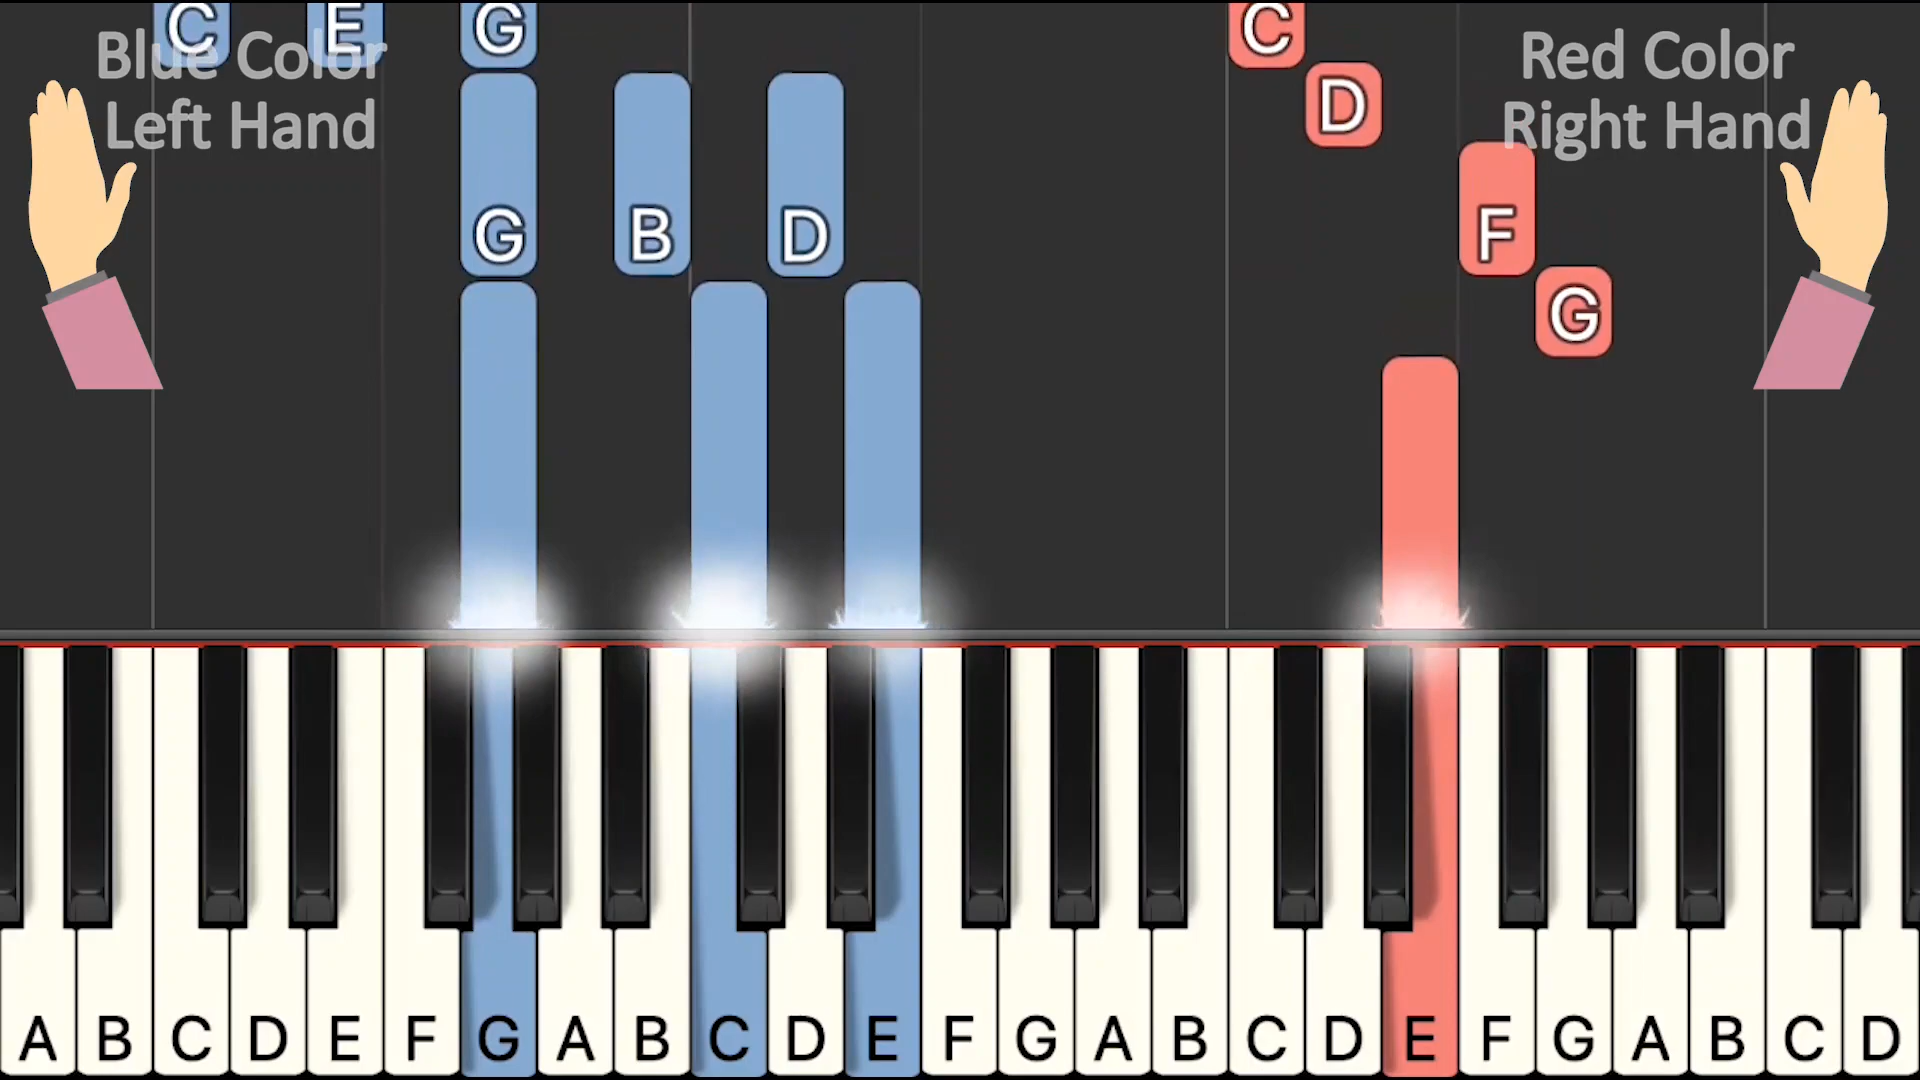 C E G C
Blue Color
Left Hand
Red Color
Right Hand
D
G B D F
G
A B C D E F G A B C D E F G A B C D E F G A B C D